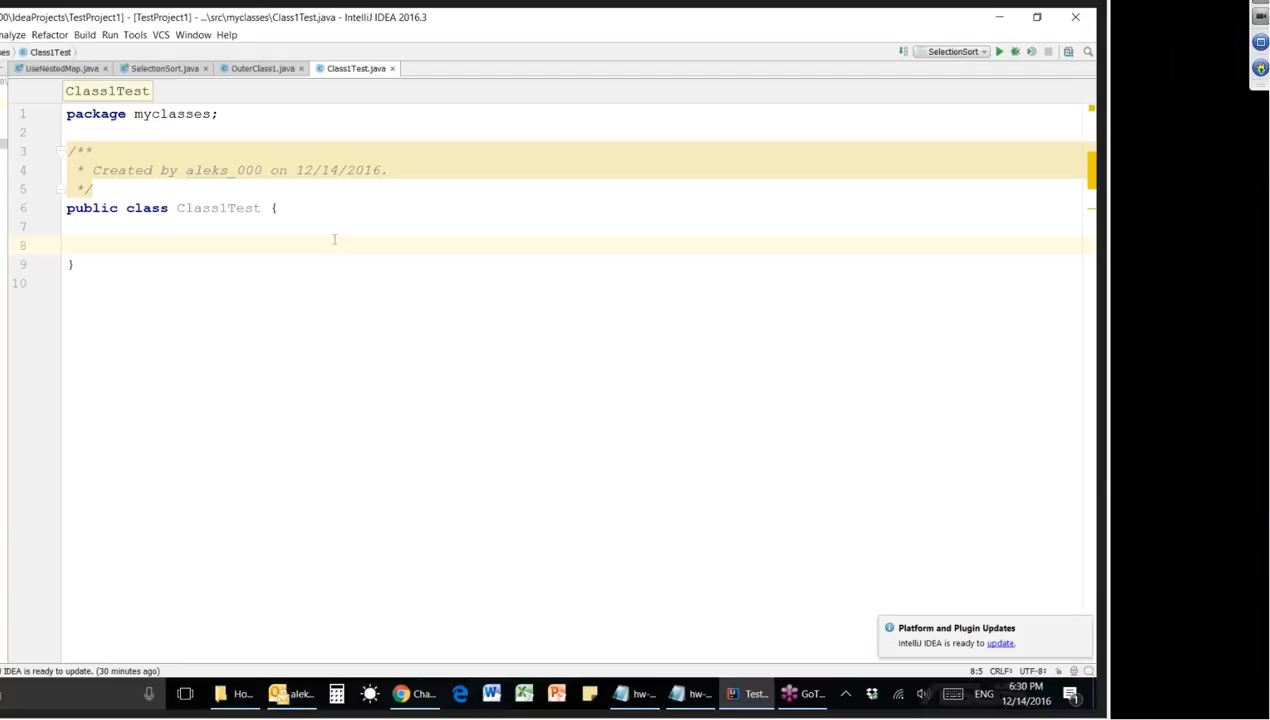 00\IdeaProjects\TestProject1] - [TestProject1] - ...\src\myclasses\Class1Test.java - IntelliJ IDEA 2016.3
nalyze Refactor Build Run Tools VCS Window Help
es Class1Test
SelectionSort
UseNestedMap.java SelectionSort.java OuterClass1.java Class1Test.java
Class1Test
1 package myclasses;
2
3 /**
4 * Created by aleks_000 on 12/14/2016.
5 */
6 public class Class1Test {
7
8
9 }
10
Platform and Plugin Updates
IntelliJ IDEA is ready to update.
IDEA is ready to update. (30 minutes ago)
8:5 CRLF UTF-8
Ho... alek... Cha... hw-... hw-... Test... GoT... ENG
6:30 PM
12/14/2016
1